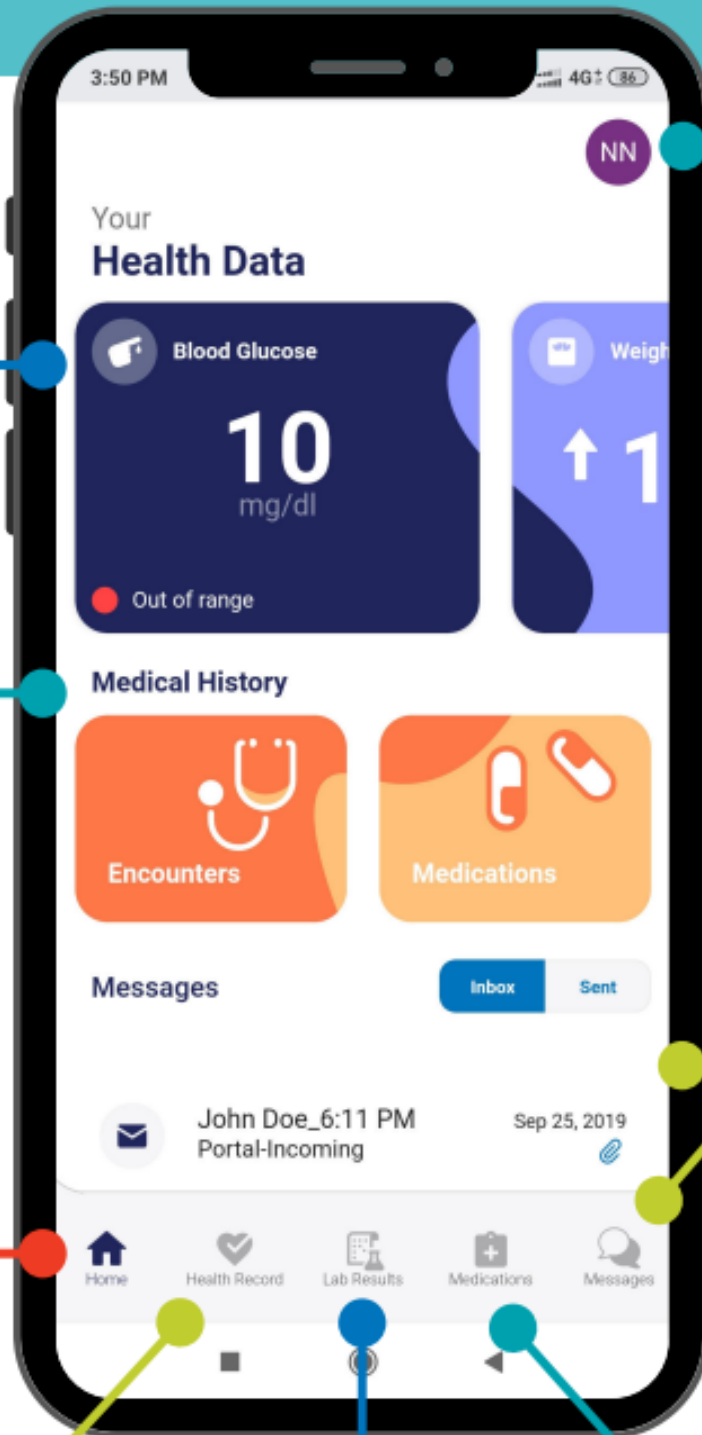 3:50 PM 4G 86
NN
Your
Health Data
Blood Glucose
10
mg/dl
Out of range
Weigh
1
Medical History
Encounters
Medications
Messages
Inbox Sent
John Doe_6:11 PM
Portal-Incoming
Sep 25, 2019
Home Health Record Lab Results Medications Messages